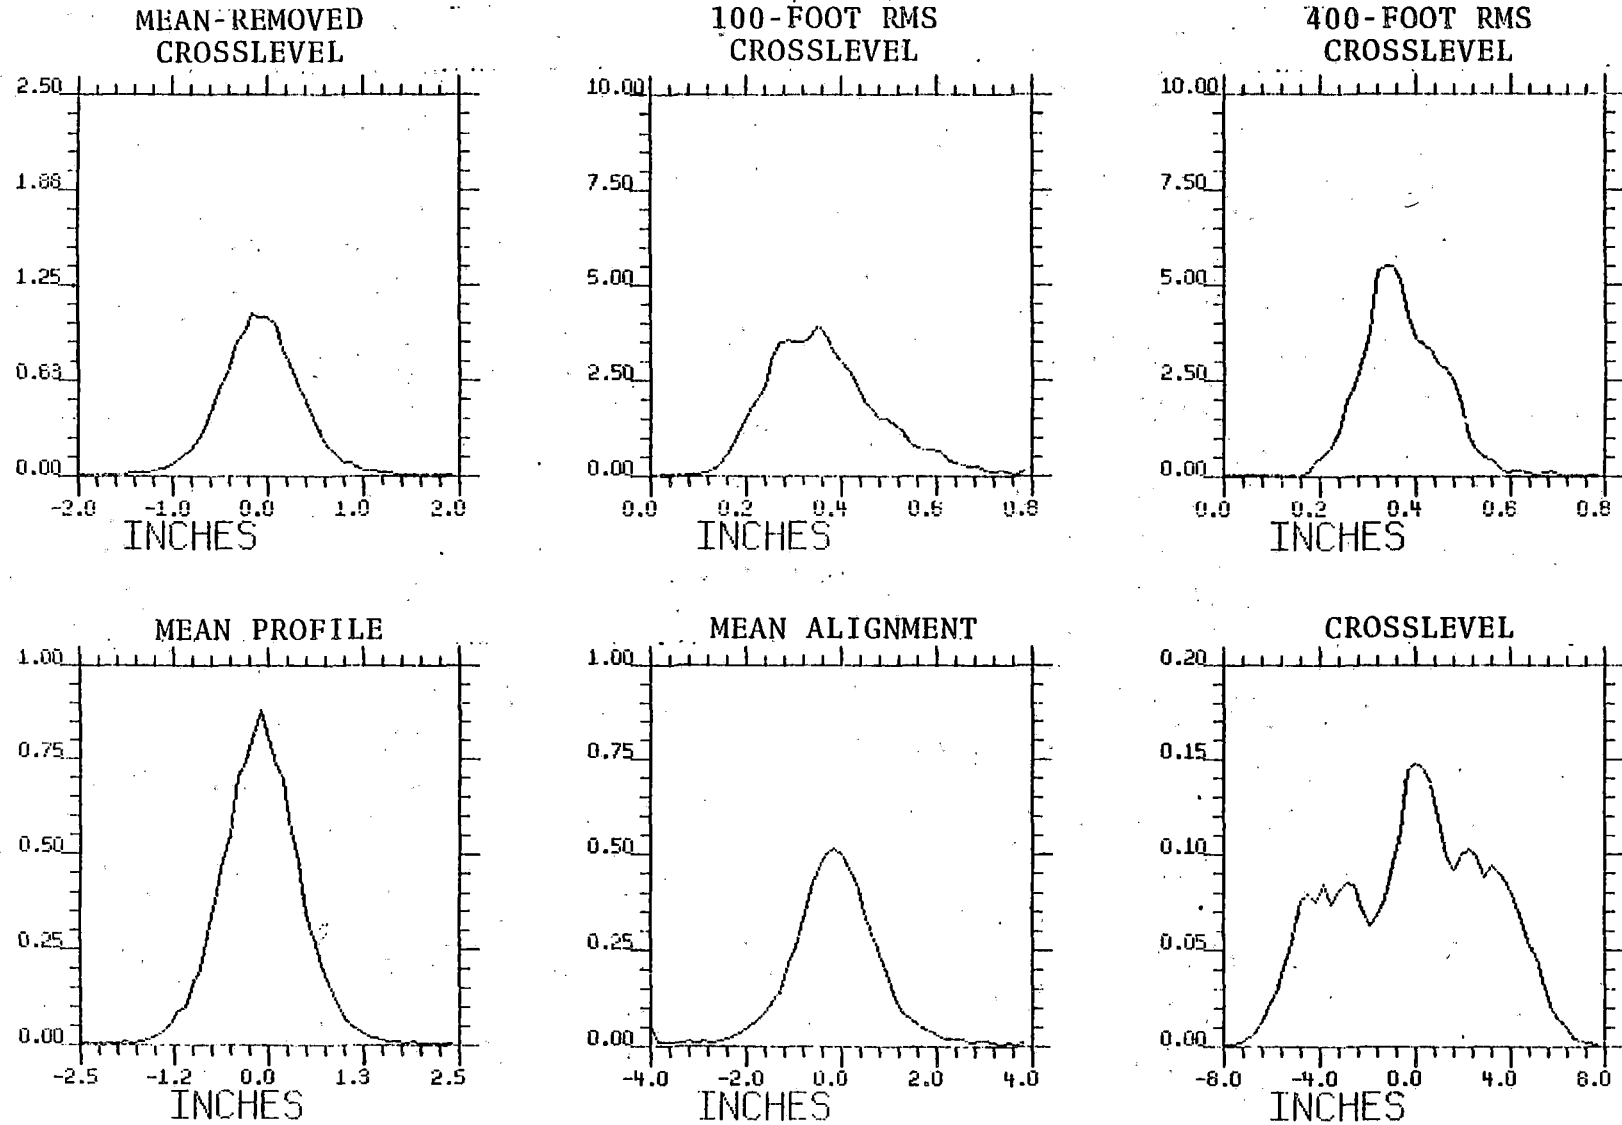 MEAN-REMOVED
CROSSLEVEL
2.50
1.88
1.25
0.63
0.00
-2.0 -1.0 0.0 1.0 2.0
INCHES
100-FOOT RMS
CROSSLEVEL
10.00
7.50
5.00
2.50
0.00
0.0 0.2 0.4 0.6 0.8
INCHES
400-FOOT RMS
CROSSLEVEL
10.00
7.50
5.00
2.50
0.00
0.0 0.2 0.4 0.6 0.8
INCHES
MEAN PROFILE
1.00
0.75
0.50
0.25
0.00
-2.5 -1.2 0.0 1.3 2.5
INCHES
MEAN ALIGNMENT
1.00
0.75
0.50
0.25
0.00
-4.0 -2.0 0.0 2.0 4.0
INCHES
CROSSLEVEL
0.20
0.15
0.10
0.05
0.00
-8.0 -4.0 0.0 4.0 8.0
INCHES